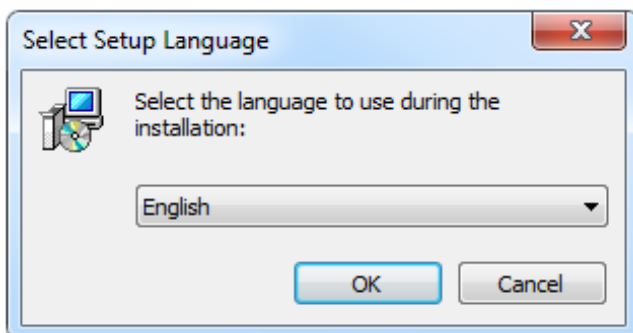 Select Setup Language
Select the language to use during the
installation:
English
OK
Cancel